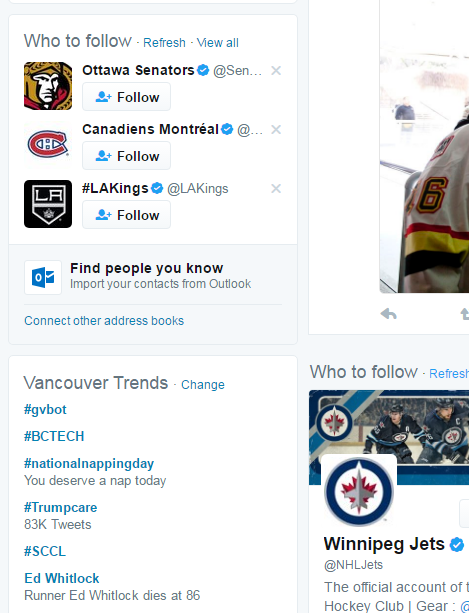 Who to follow · Refresh · View all
Ottawa Senators @Sen...
Follow
Canadiens Montréal @...
Follow
LA
#LAKings @LAKings
Follow
Find people you know
Import your contacts from Outlook
Connect other address books
Vancouver Trends · Change
#gvbot
#BCTECH
#nationalnappingday
You deserve a nap today
#Trumpcare
83K Tweets
#SCCL
Ed Whitlock
Runner Ed Whitlock dies at 86
6
Who to follow · Refresh
Winnipeg Jets
@NHLJets
The official account of
Hockey Club | Gear : @